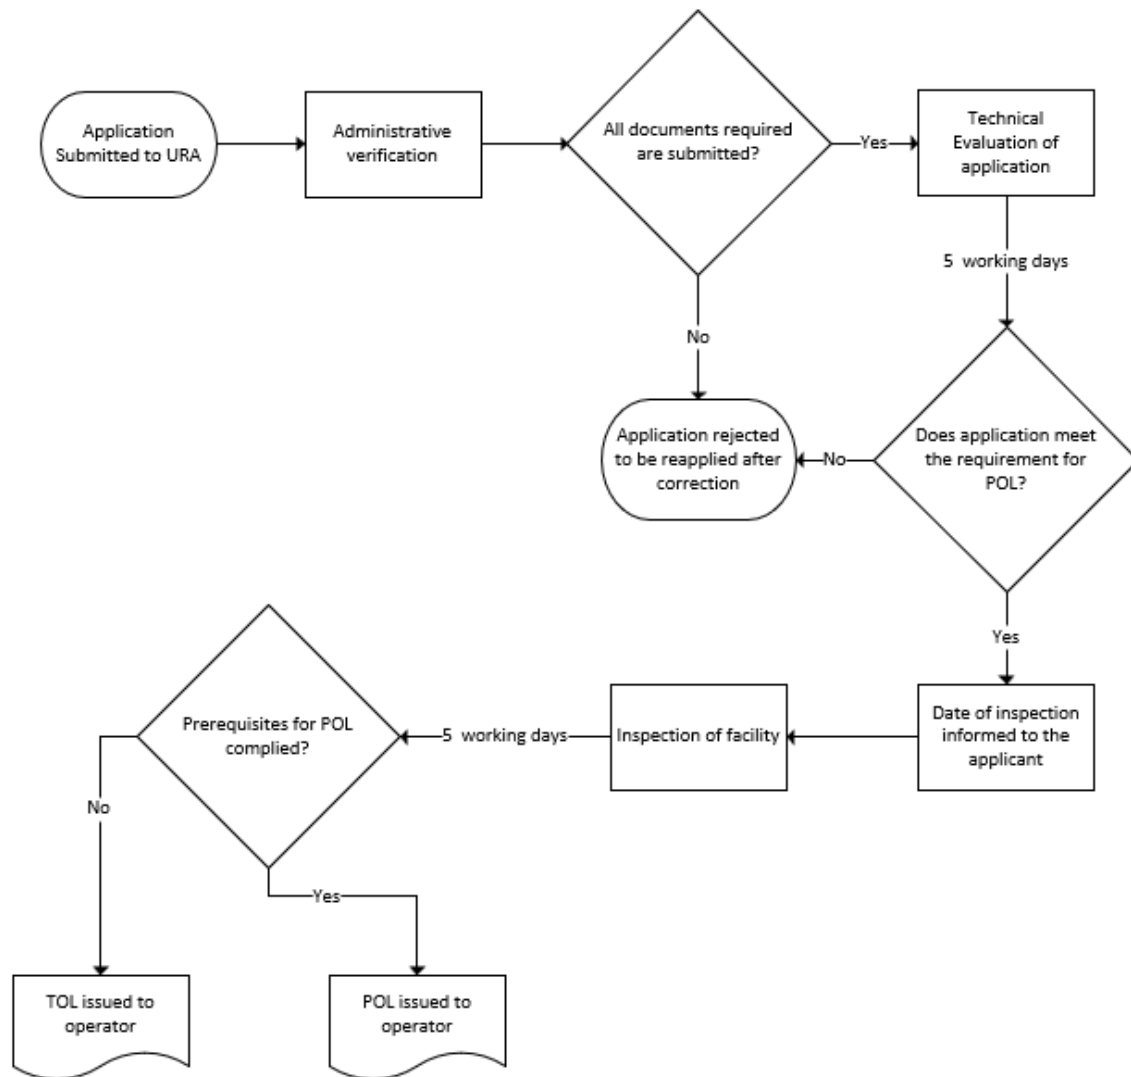 Application
Submitted to URA
Administrative
verification
All documents required
are submitted?
Yes
Technical
Evaluation of
application
5 working days
No
Application rejected
to be reapplied after
correction
No
Does application meet
the requirement for
POL?
Yes
Date of inspection
informed to the
applicant
Inspection of facility
5 working days
Prerequisites for POL
complied?
No
Yes
TOL issued to
operator
POL issued to
operator